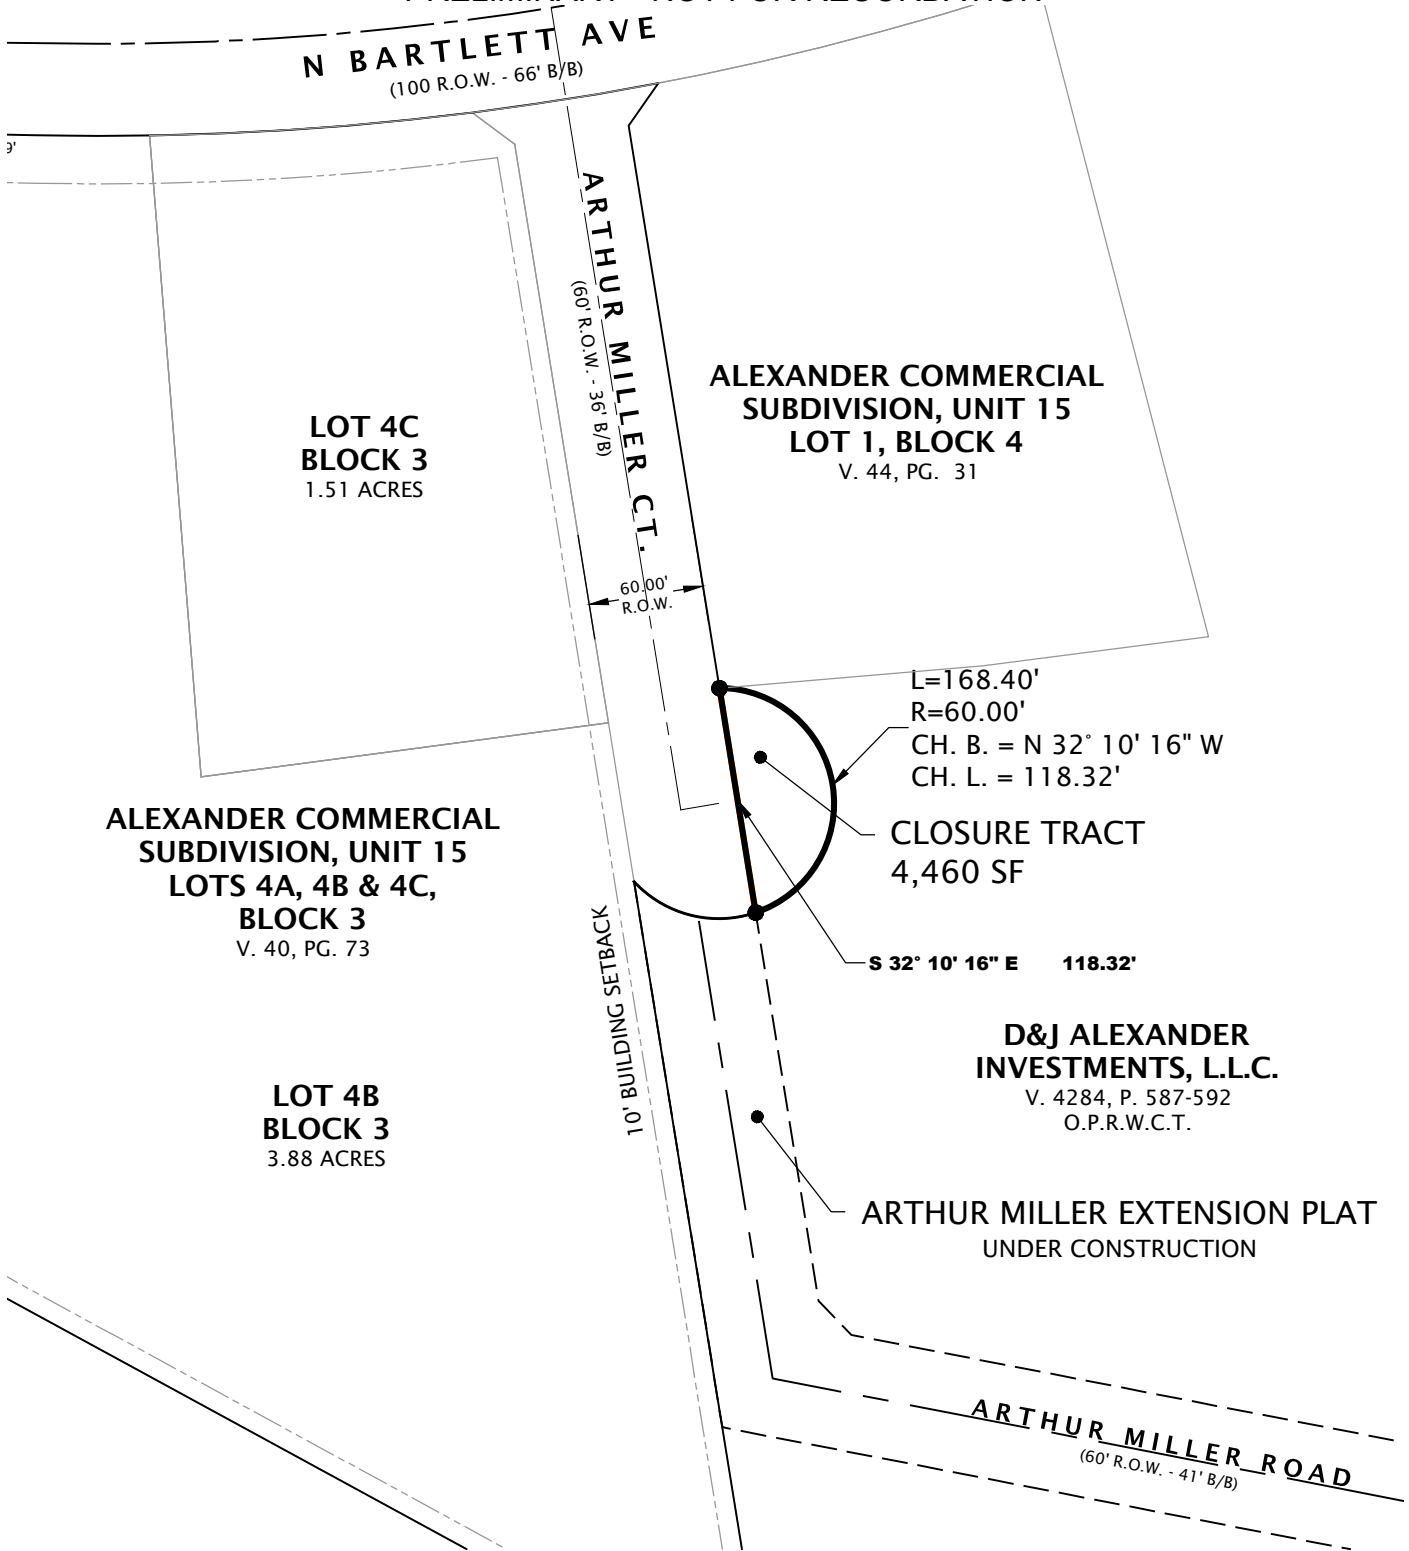 N BARTLETT AVE
(100 R.O.W. - 66' B/B)
9'
ARTHUR MILLER CT.
(60' R.O.W. - 36' B/B)
LOT 4C
BLOCK 3
1.51 ACRES
ALEXANDER COMMERCIAL
SUBDIVISION, UNIT 15
LOT 1, BLOCK 4
V. 44, PG. 31
60.00'
R.O.W.
L=168.40'
R=60.00'
CH. B. = N 32° 10' 16" W
CH. L. = 118.32'
CLOSURE TRACT
4,460 SF
ALEXANDER COMMERCIAL
SUBDIVISION, UNIT 15
LOTS 4A, 4B & 4C,
BLOCK 3
V. 40, PG. 73
10' BUILDING SETBACK
S 32° 10' 16" E 118.32'
D&J ALEXANDER
INVESTMENTS, L.L.C.
V. 4284, P. 587-592
O.P.R.W.C.T.
LOT 4B
BLOCK 3
3.88 ACRES
ARTHUR MILLER EXTENSION PLAT
UNDER CONSTRUCTION
ARTHUR MILLER ROAD
(60' R.O.W. - 41' B/B)